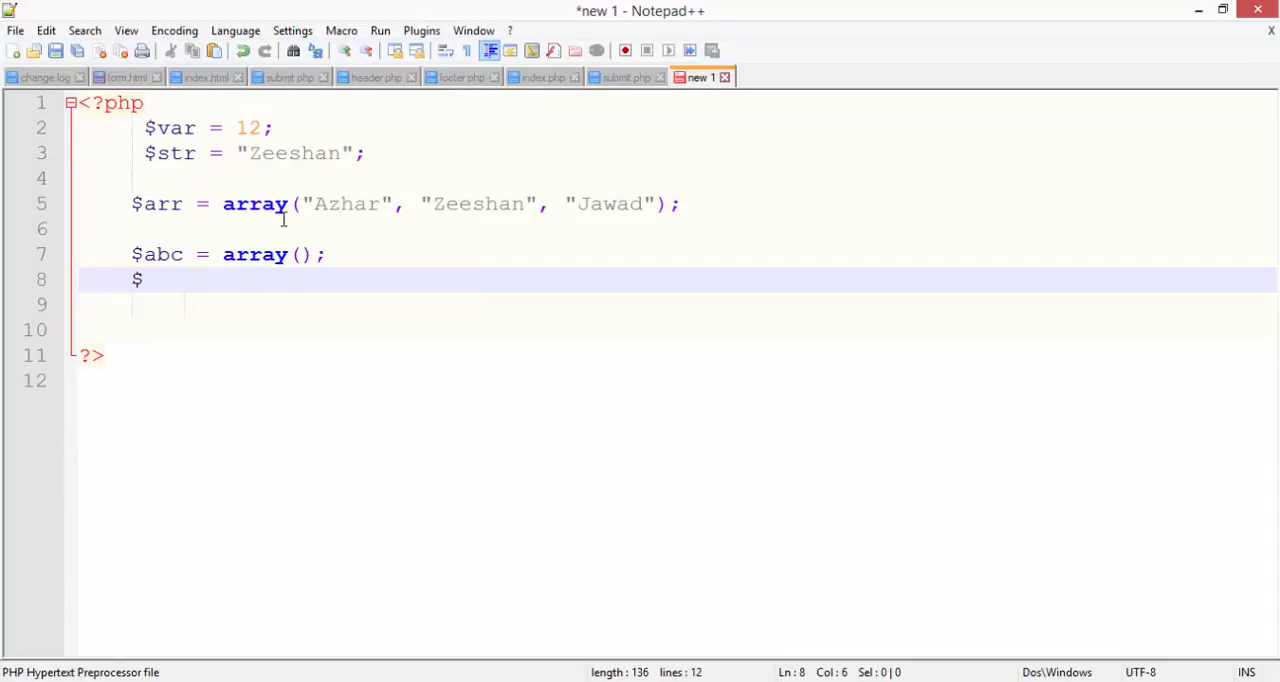 *new 1 - Notepad++
File Edit Search View Encoding Language Settings Macro Run Plugins Window ? X
change.log form.html index.html submit.php header.php footer.php index.php submit.php new 1
1 <?php
2 $var = 12;
3 $str = "Zeeshan";
4
5 $arr = array("Azhar", "Zeeshan", "Jawad");
6
7 $abc = array();
8 $
9
10
11 ?>
12
PHP Hypertext Preprocessor file length : 136 lines : 12 Ln : 8 Col : 6 Sel : 0 | 0 Dos\Windows UTF-8 INS